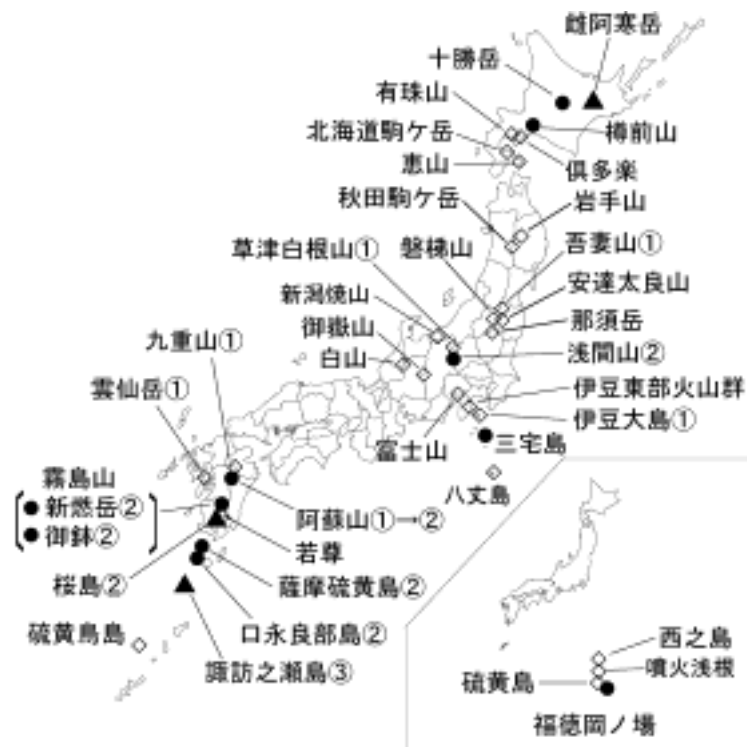 雌阿寒岳
十勝岳
有珠山
北海道駒ケ岳
樽前山
恵山
倶多楽
秋田駒ケ岳
岩手山
草津白根山①
磐梯山
吾妻山①
安達太良山
新潟焼山
那須岳
御嶽山
九重山①
白山
浅間山②
雲仙岳①
伊豆東部火山群
伊豆大島①
富士山
三宅島
霧島山
八丈島
新燃岳②
阿蘇山①→②
御鉢②
若尊
桜島②
薩摩硫黄島②
硫黄鳥島
口永良部島②
諏訪之瀬島③
西之島
噴火浅根
硫黄島
福徳岡ノ場